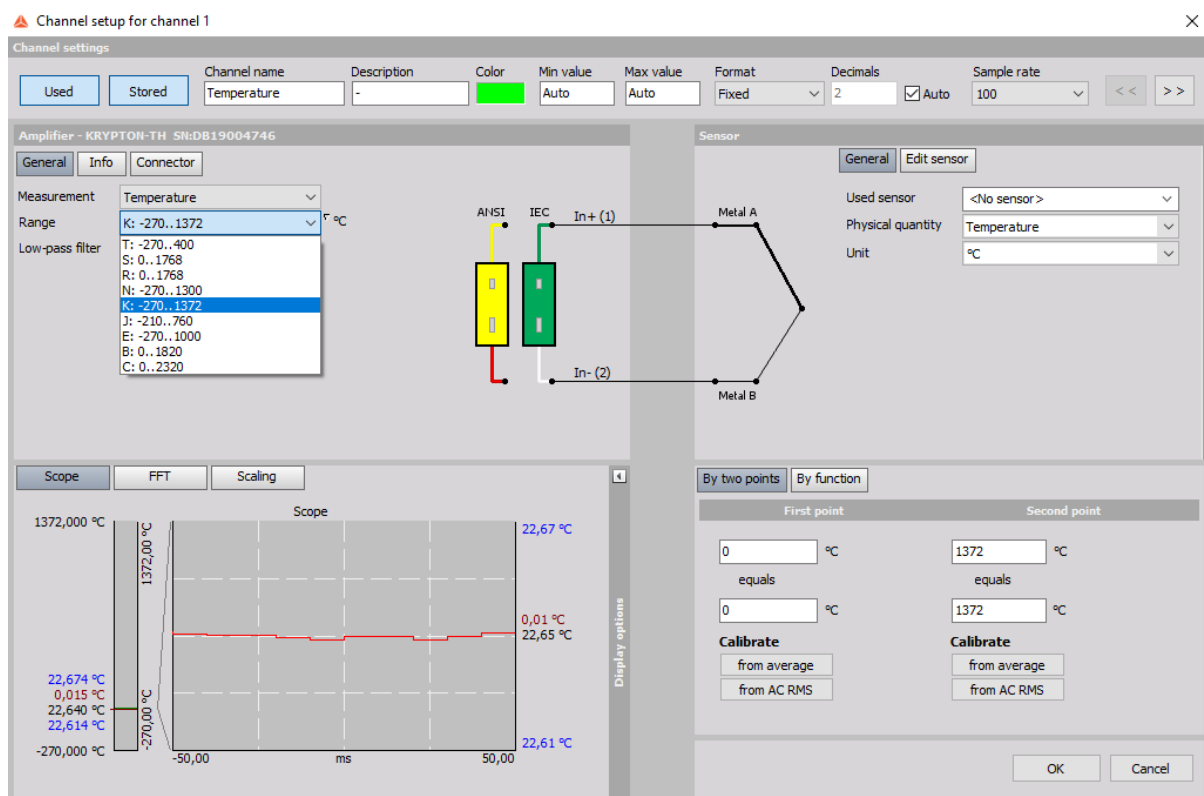 Channel setup for channel 1
Channel settings
Used
Stored
Channel name
Temperature
Description
-
Color
Min value
Auto
Max value
Auto
Format
Fixed
Decimals
2
Auto
Sample rate
100
<<
>>
Amplifier - KRYPTON-TH SN:DB19004746
General
Info
Connector
Measurement
Temperature
Range
K: -270..1372
°C
Low-pass filter
T: -270..400
S: 0..1768
R: 0..1768
N: -270..1300
K: -270..1372
J: -210..760
E: -270..1000
B: 0..1820
C: 0..2320
ANSI
IEC
In+ (1)
In- (2)
Sensor
Metal A
Metal B
General
Edit sensor
Used sensor
<No sensor>
Physical quantity
Temperature
Unit
°C
Scope
FFT
Scaling
Scope
1372,000 °C
1372,00 °C
22,674 °C
0,015 °C
22,640 °C
22,614 °C
-270,000 °C
-270,00 °C
22,67 °C
0,01 °C
22,65 °C
22,61 °C
-50,00
ms
50,00
Display options
By two points
By function
First point
Second point
0 °C
1372 °C
equals
equals
0 °C
1372 °C
Calibrate
Calibrate
from average
from average
from AC RMS
from AC RMS
OK
Cancel